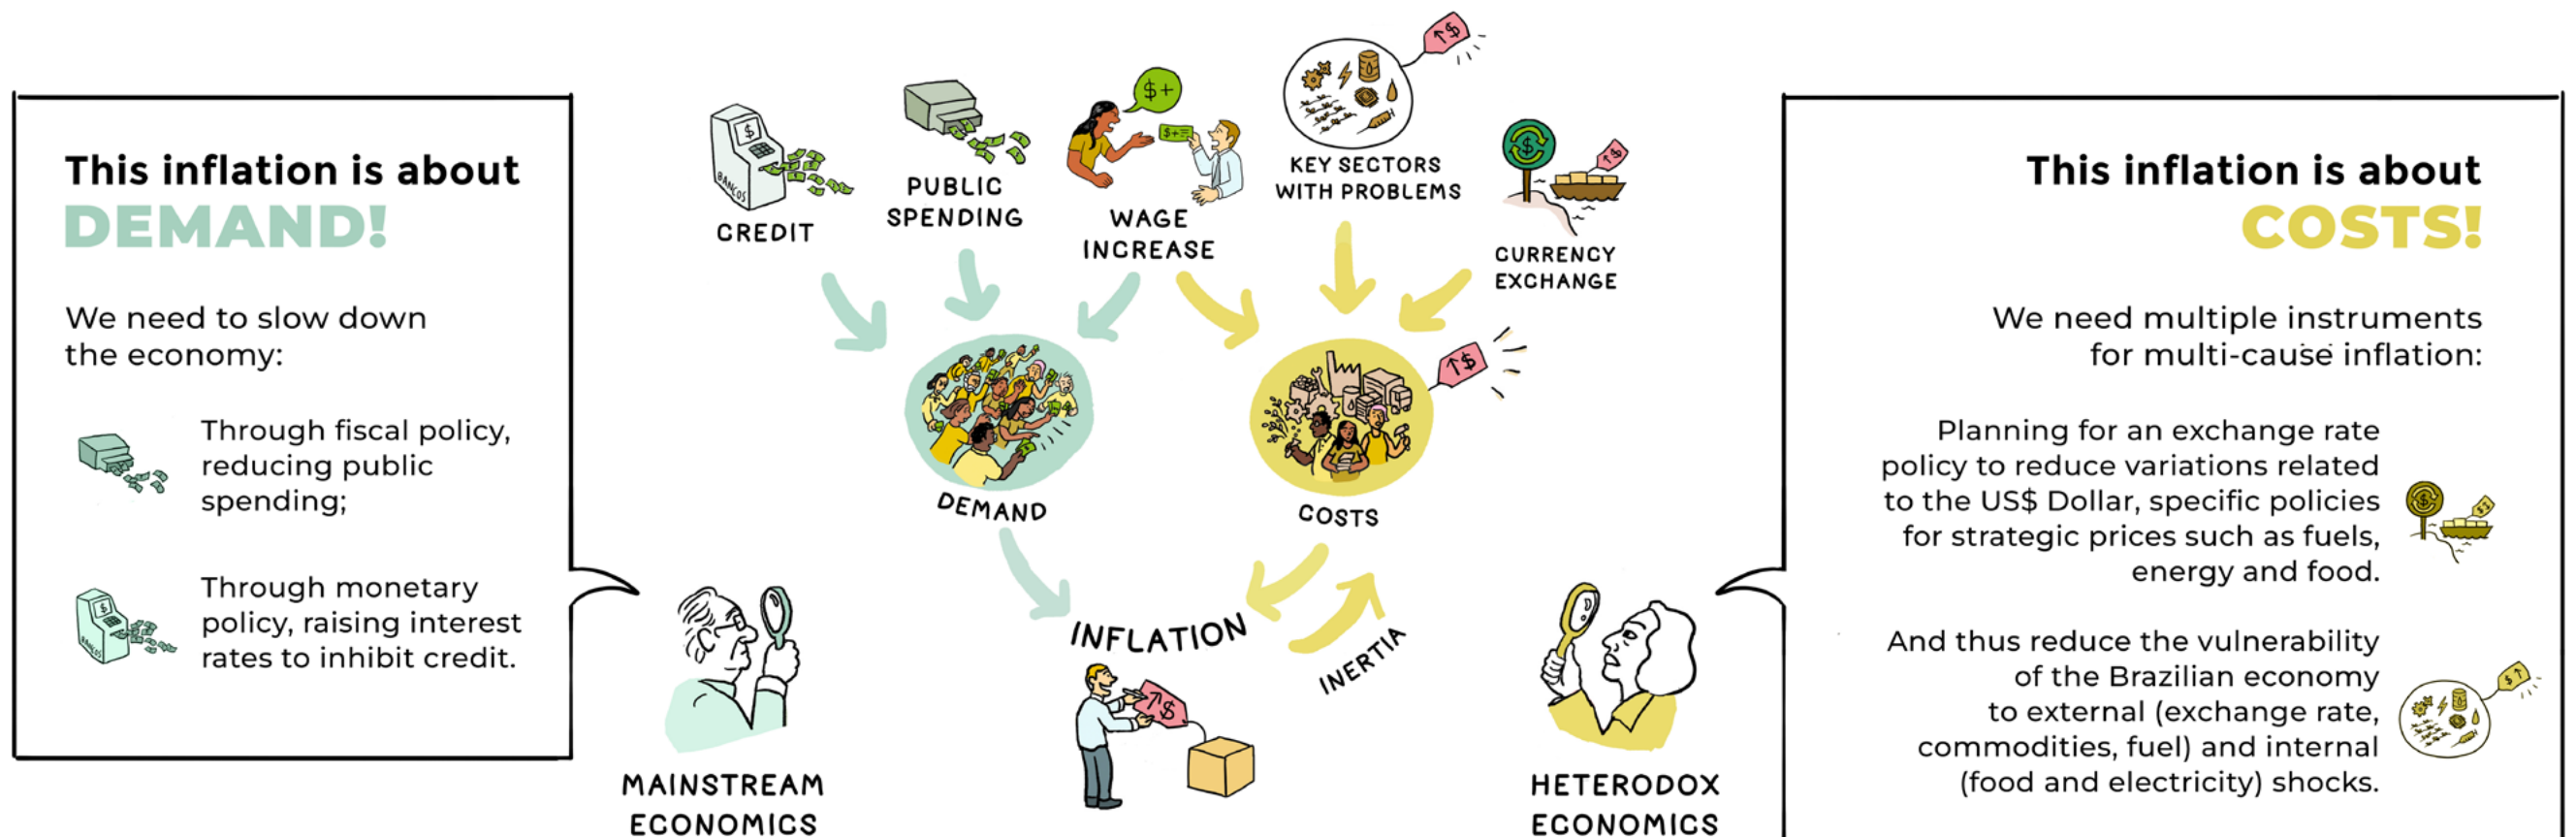 This inflation is about
DEMAND!
We need to slow down
the economy:
Through fiscal policy,
reducing public
spending;
Through monetary
policy, raising interest
rates to inhibit credit.
MAINSTREAM
ECONOMICS
$
BANCOS
CREDIT
PUBLIC
SPENDING
$+
$+=
WAGE
INCREASE
↑$
KEY SECTORS
WITH PROBLEMS
$
↑$
CURRENCY
EXCHANGE
DEMAND
↑$
COSTS
INFLATION
INERTIA
↑$
HETERODOX
ECONOMICS
This inflation is about
COSTS!
We need multiple instruments
for multi-cause inflation:
Planning for an exchange rate
policy to reduce variations related
to the US$ Dollar, specific policies
for strategic prices such as fuels,
energy and food.
And thus reduce the vulnerability
of the Brazilian economy
to external (exchange rate,
commodities, fuel) and internal
(food and electricity) shocks.
$↑